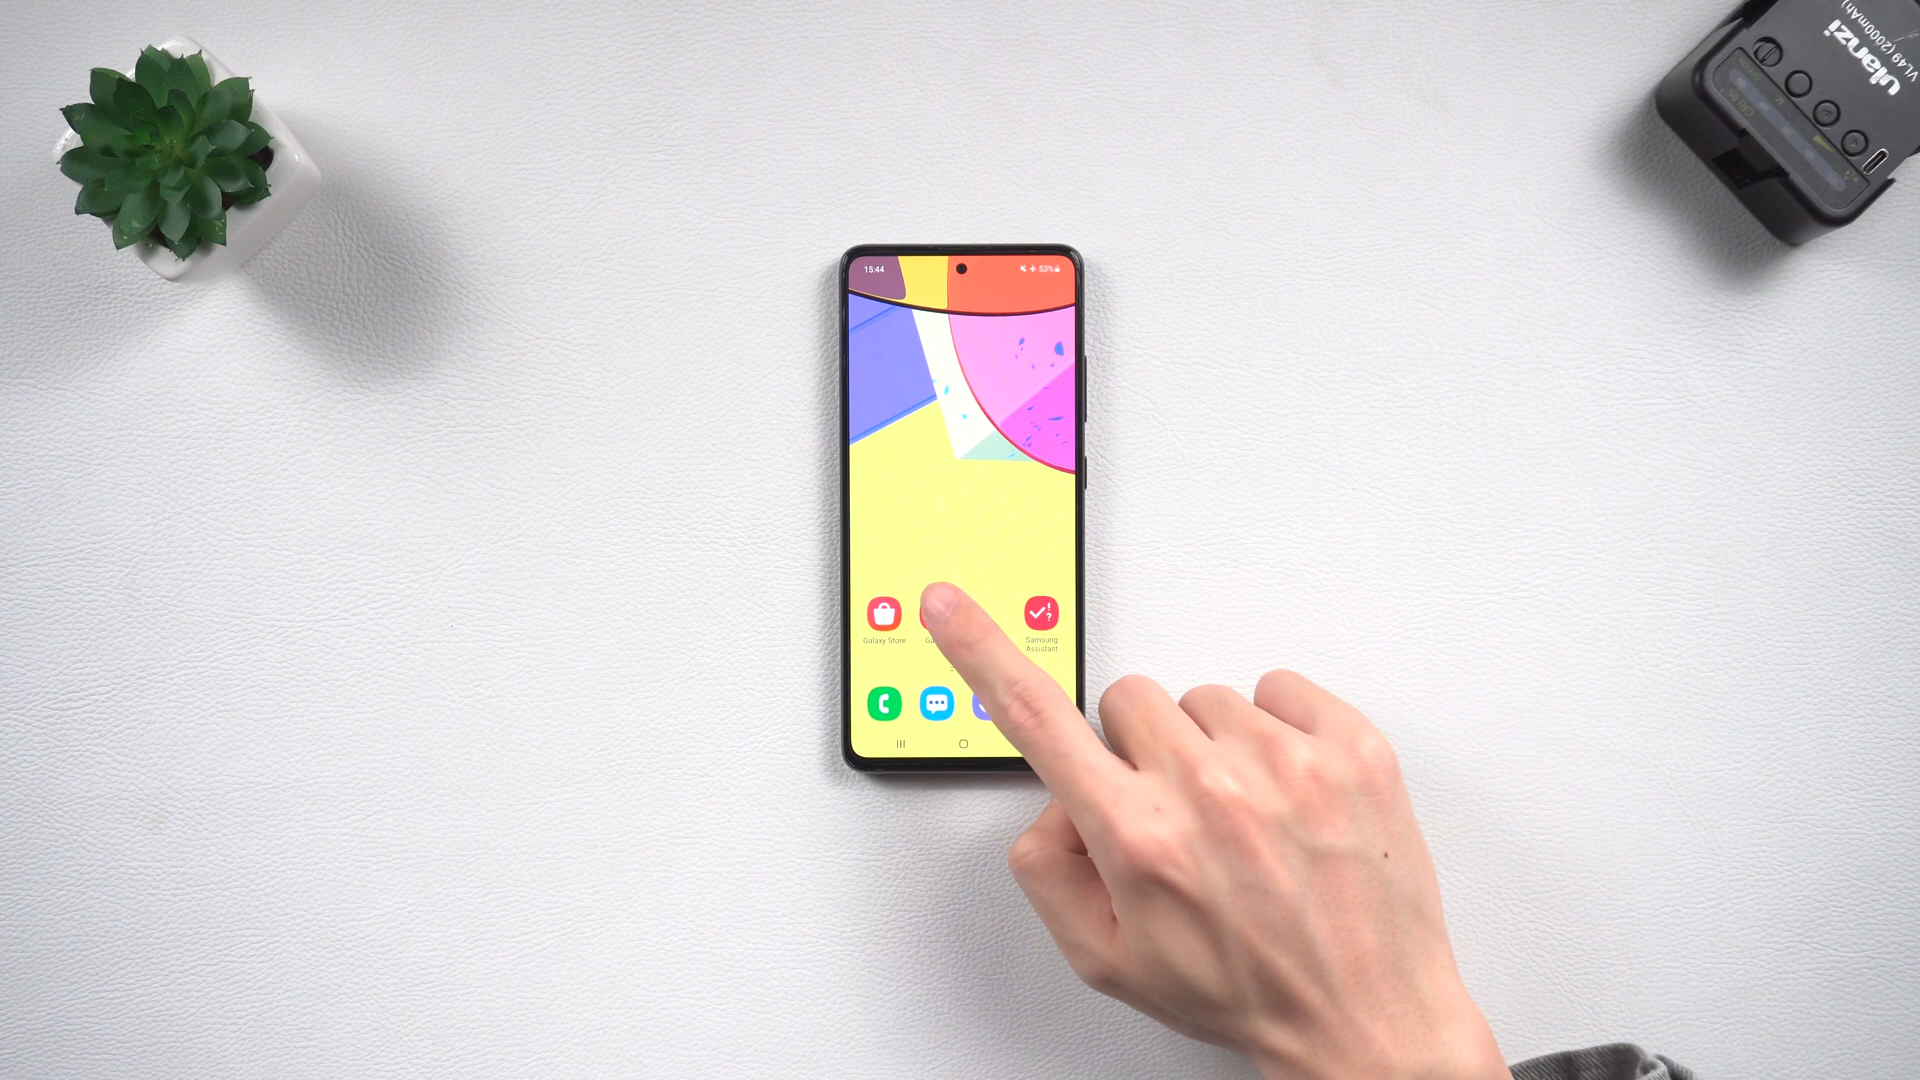 15:44
53%
Galaxy Store
Samsung
Assistant
ulanzi
VL49 (2000mAh)